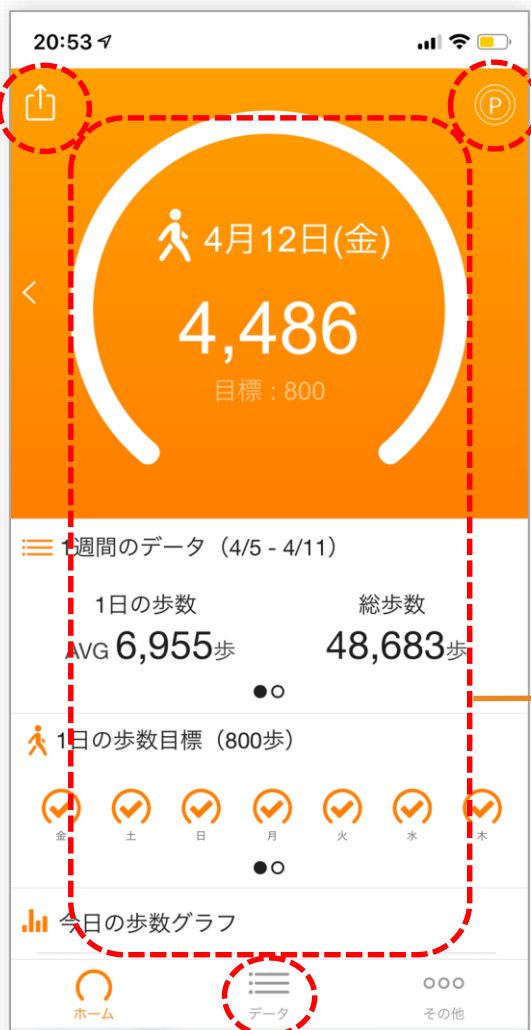 20:53
P
4月12日(金)
4,486
目標 : 800
1週間のデータ（4/5 - 4/11）
1日の歩数 総歩数
AVG 6,955歩 48,683歩
1日の歩数目標（800歩）
金 土 日 月 火 水 木
今日の歩数グラフ
ホーム データ その他